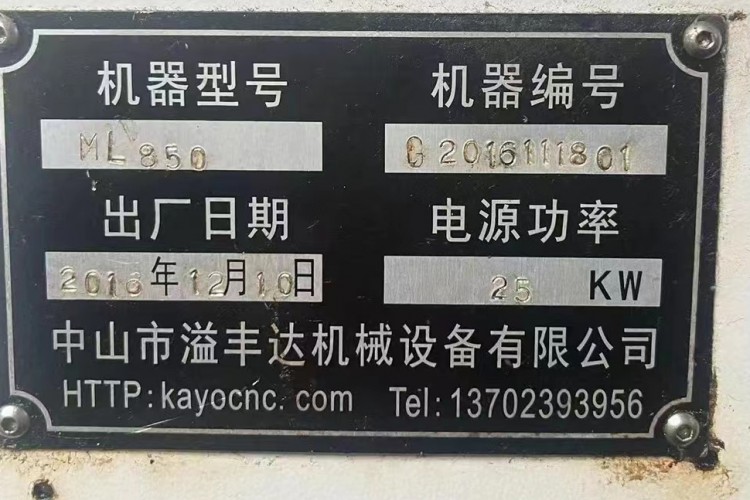 机器型号 机器编号
ML850 G2016111801
出厂日期 电源功率
2016年12月10日 25 KW
中山市溢丰达机械设备有限公司
HTTP:kayocnc.com Tel:13702393956